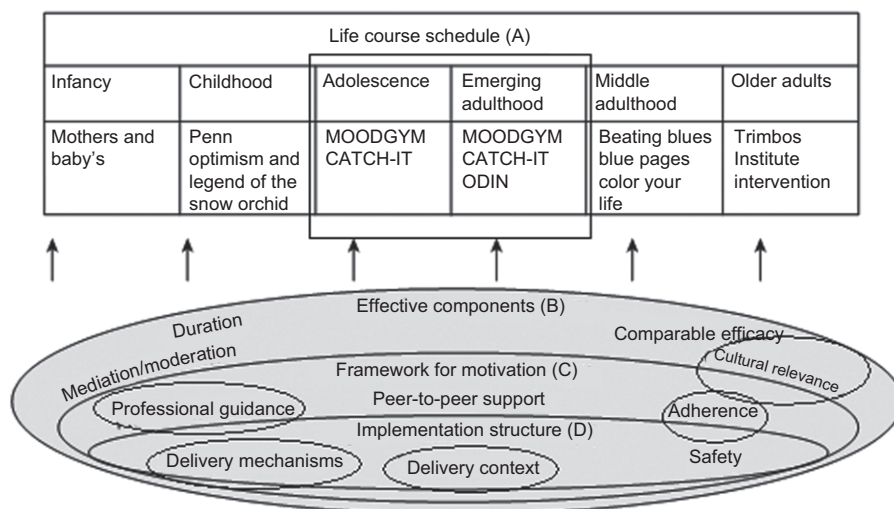 Life course schedule (A)
Infancy
Childhood
Adolescence
Emerging
adulthood
Middle
adulthood
Older adults
Mothers and
baby's
Penn
optimism and
legend of the
snow orchid
MOODGYM
CATCH-IT
MOODGYM
CATCH-IT
ODIN
Beating blues
blue pages
color your
life
Trimbos
Institute
intervention
Effective components (B)
Duration
Comparable efficacy
Mediation/moderation
Cultural relevance
Framework for motivation (C)
Peer-to-peer support
Professional guidance
Adherence
Implementation structure (D)
Safety
Delivery mechanisms
Delivery context